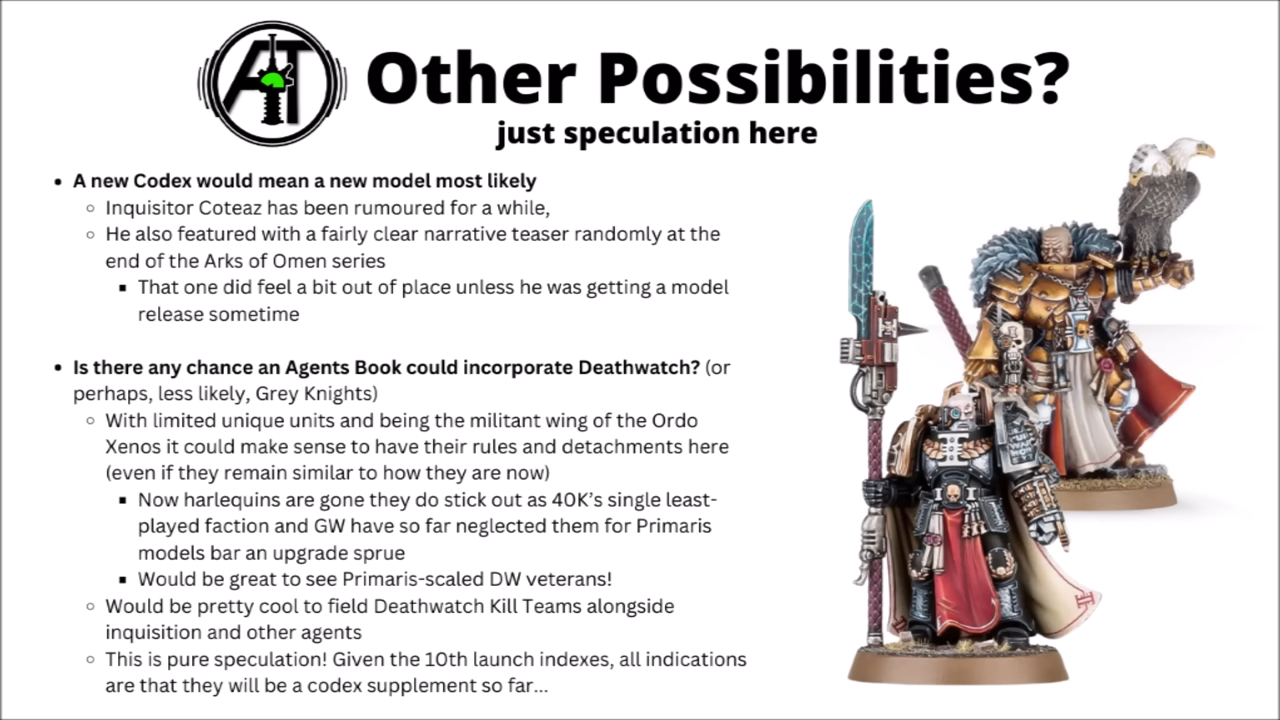 AT
Other Possibilities?
just speculation here
• A new Codex would mean a new model most likely
○ Inquisitor Coteaz has been rumoured for a while,
○ He also featured with a fairly clear narrative teaser randomly at the
end of the Arks of Omen series
▪ That one did feel a bit out of place unless he was getting a model
release sometime
• Is there any chance an Agents Book could incorporate Deathwatch? (or
perhaps, less likely, Grey Knights)
○ With limited unique units and being the militant wing of the Ordo
Xenos it could make sense to have their rules and detachments here
(even if they remain similar to how they are now)
▪ Now harlequins are gone they do stick out as 40K's single least-
played faction and GW have so far neglected them for Primaris
models bar an upgrade sprue
▪ Would be great to see Primaris-scaled DW veterans!
○ Would be pretty cool to field Deathwatch Kill Teams alongside
inquisition and other agents
○ This is pure speculation! Given the 10th launch indexes, all indications
are that they will be a codex supplement so far...